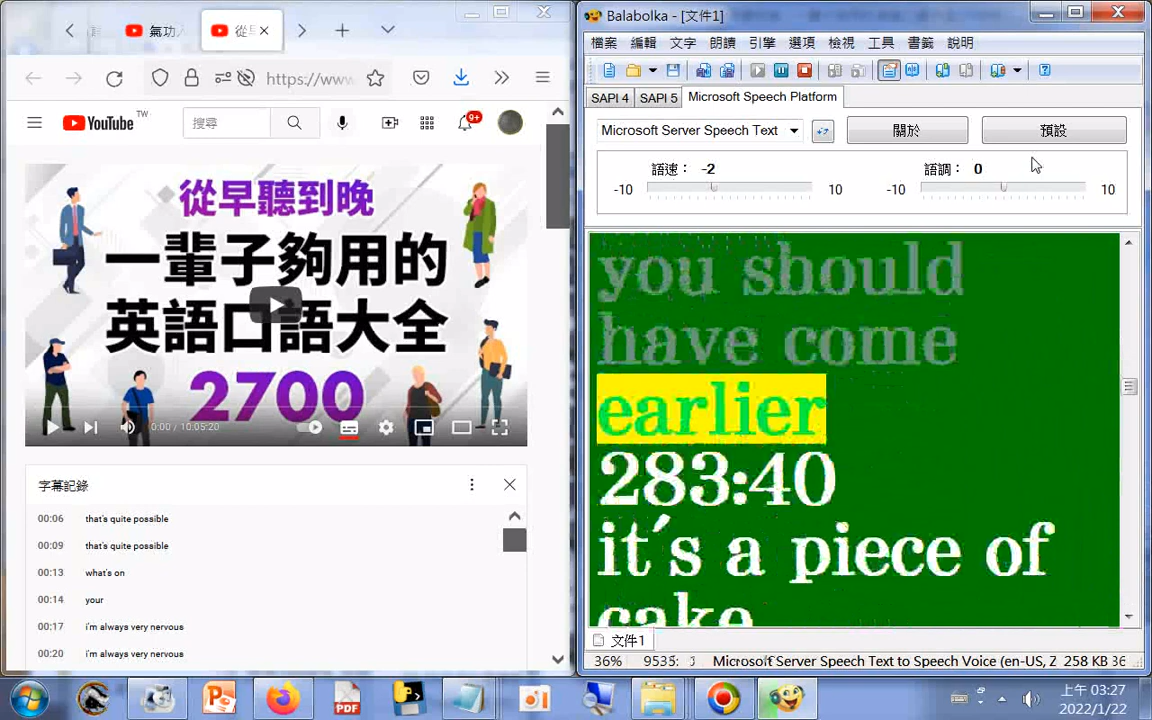 氣功
從
https://www
YouTube TW
搜尋
9+
從早聽到晚
一輩子夠用的
英語口語大全
2700
0:00 / 10:05:20
字幕記錄
00:06 that's quite possible
00:09 that's quite possible
00:13 what's on
00:14 your
00:17 i'm always very nervous
00:20 i'm always very nervous
Balabolka - [文件1]
檔案 編輯 文字 朗讀 引擎 選項 檢視 工具 書籤 說明
SAPI 4 SAPI 5 Microsoft Speech Platform
Microsoft Server Speech Text 關於 預設
語速： -2 語調： 0
-10 10 -10 10
you should
have come
earlier
283:40
it's a piece of
cake
文件1
36% 9535: Microsoft Server Speech Text to Speech Voice (en-US, Z 258 KB 36
PDF
上午 03:27
2022/1/22